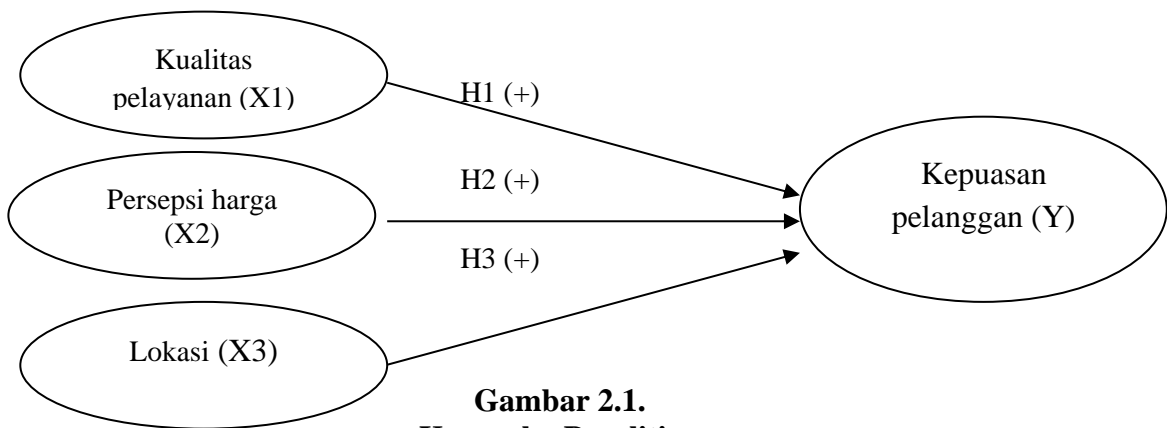 Kualitas
pelayanan (X1)
H1 (+)
Persepsi harga
(X2)
H2 (+)
H3 (+)
Lokasi (X3)
Kepuasan
pelanggan (Y)
Gambar 2.1.